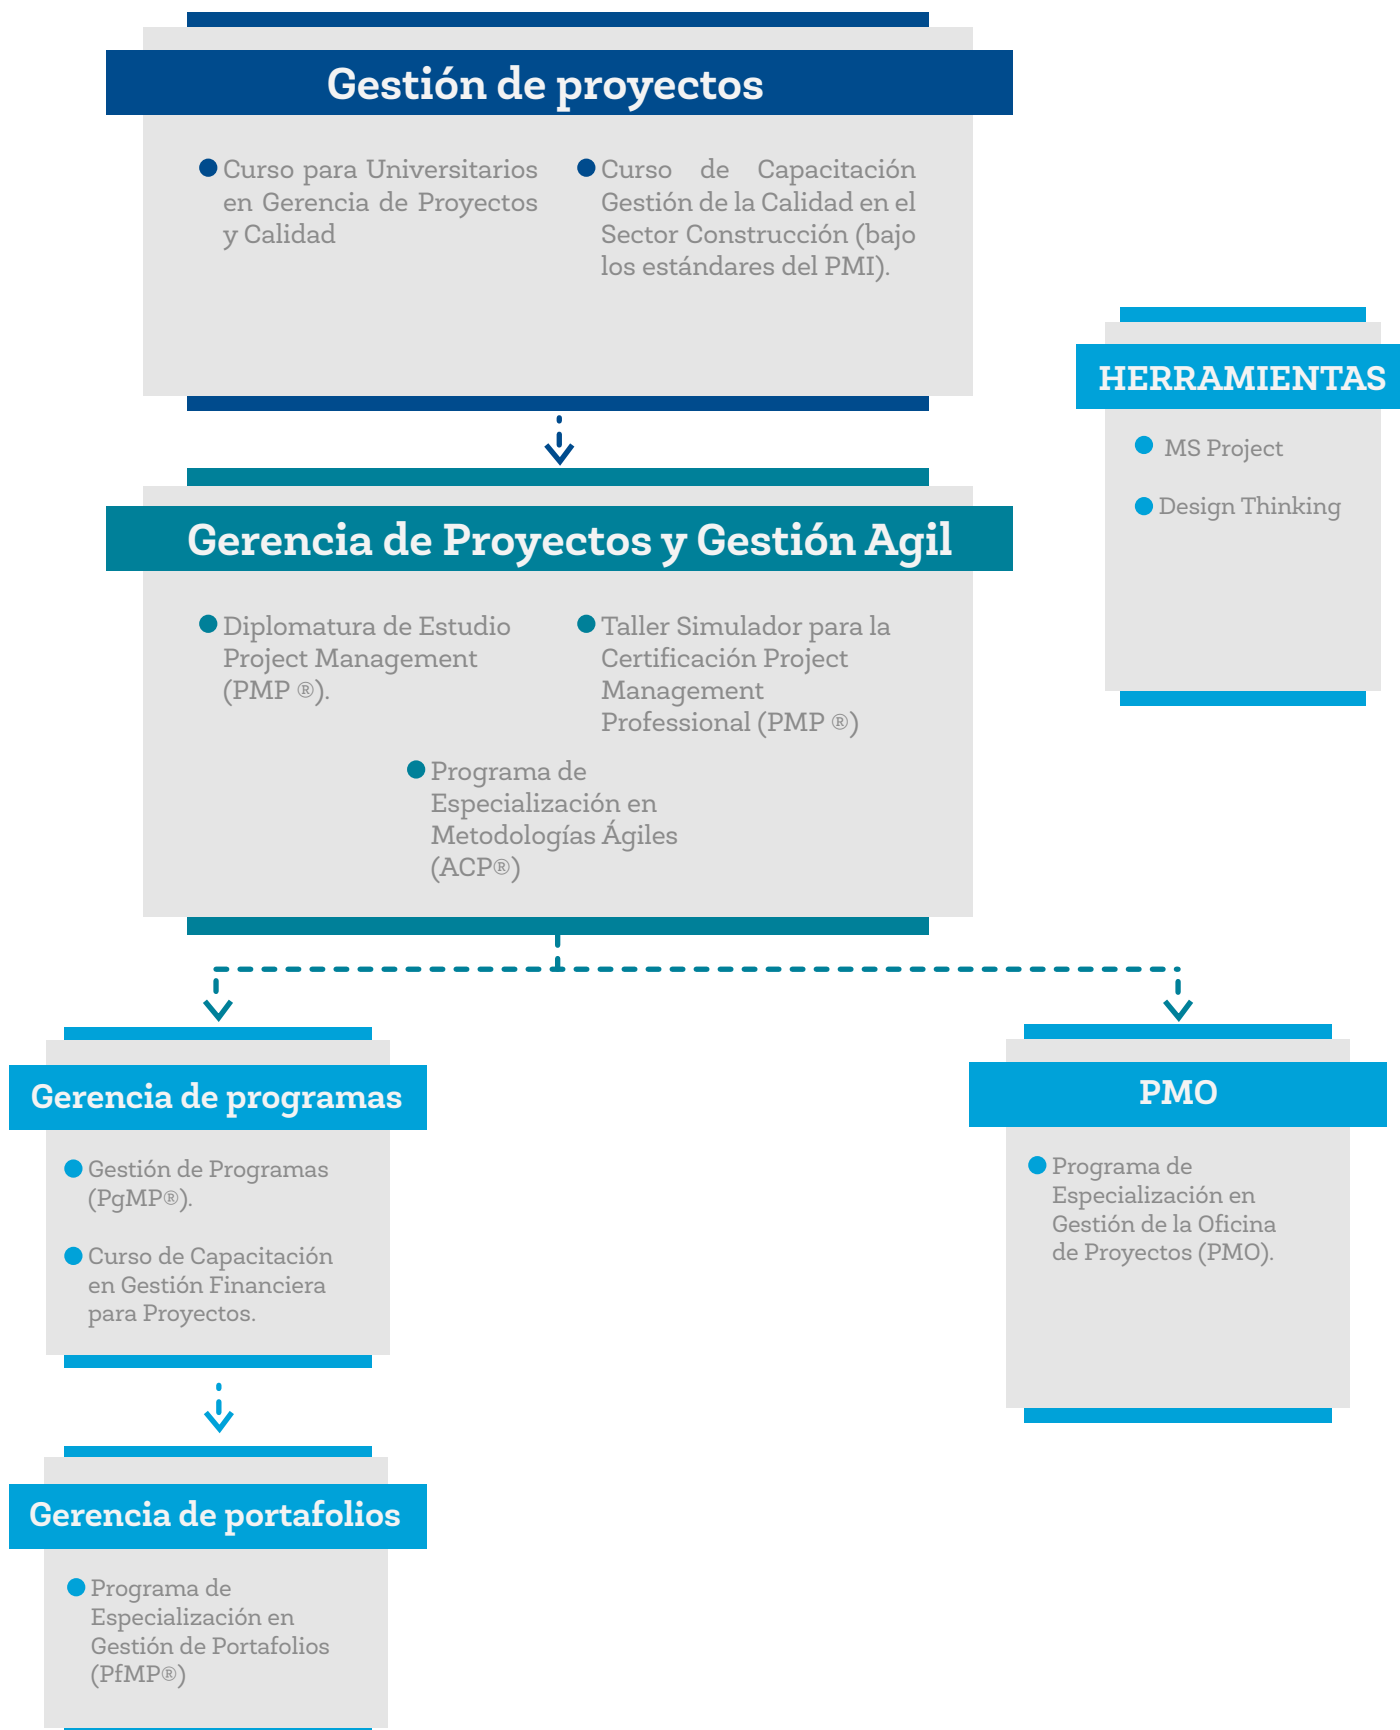 Gestión de proyectos
Curso para Universitarios
en Gerencia de Proyectos
y Calidad
Curso de Capacitación
Gestión de la Calidad en el
Sector Construcción (bajo
los estándares del PMI).
HERRAMIENTAS
MS Project
Design Thinking
Gerencia de Proyectos y Gestión Agil
Diplomatura de Estudio
Project Management
(PMP ®).
Taller Simulador para la
Certificación Project
Management
Professional (PMP ®)
Programa de
Especialización en
Metodologías Ágiles
(ACP®)
Gerencia de programas
Gestión de Programas
(PgMP®).
Curso de Capacitación
en Gestión Financiera
para Proyectos.
PMO
Programa de
Especialización en
Gestión de la Oficina
de Proyectos (PMO).
Gerencia de portafolios
Programa de
Especialización en
Gestión de Portafolios
(PfMP®)